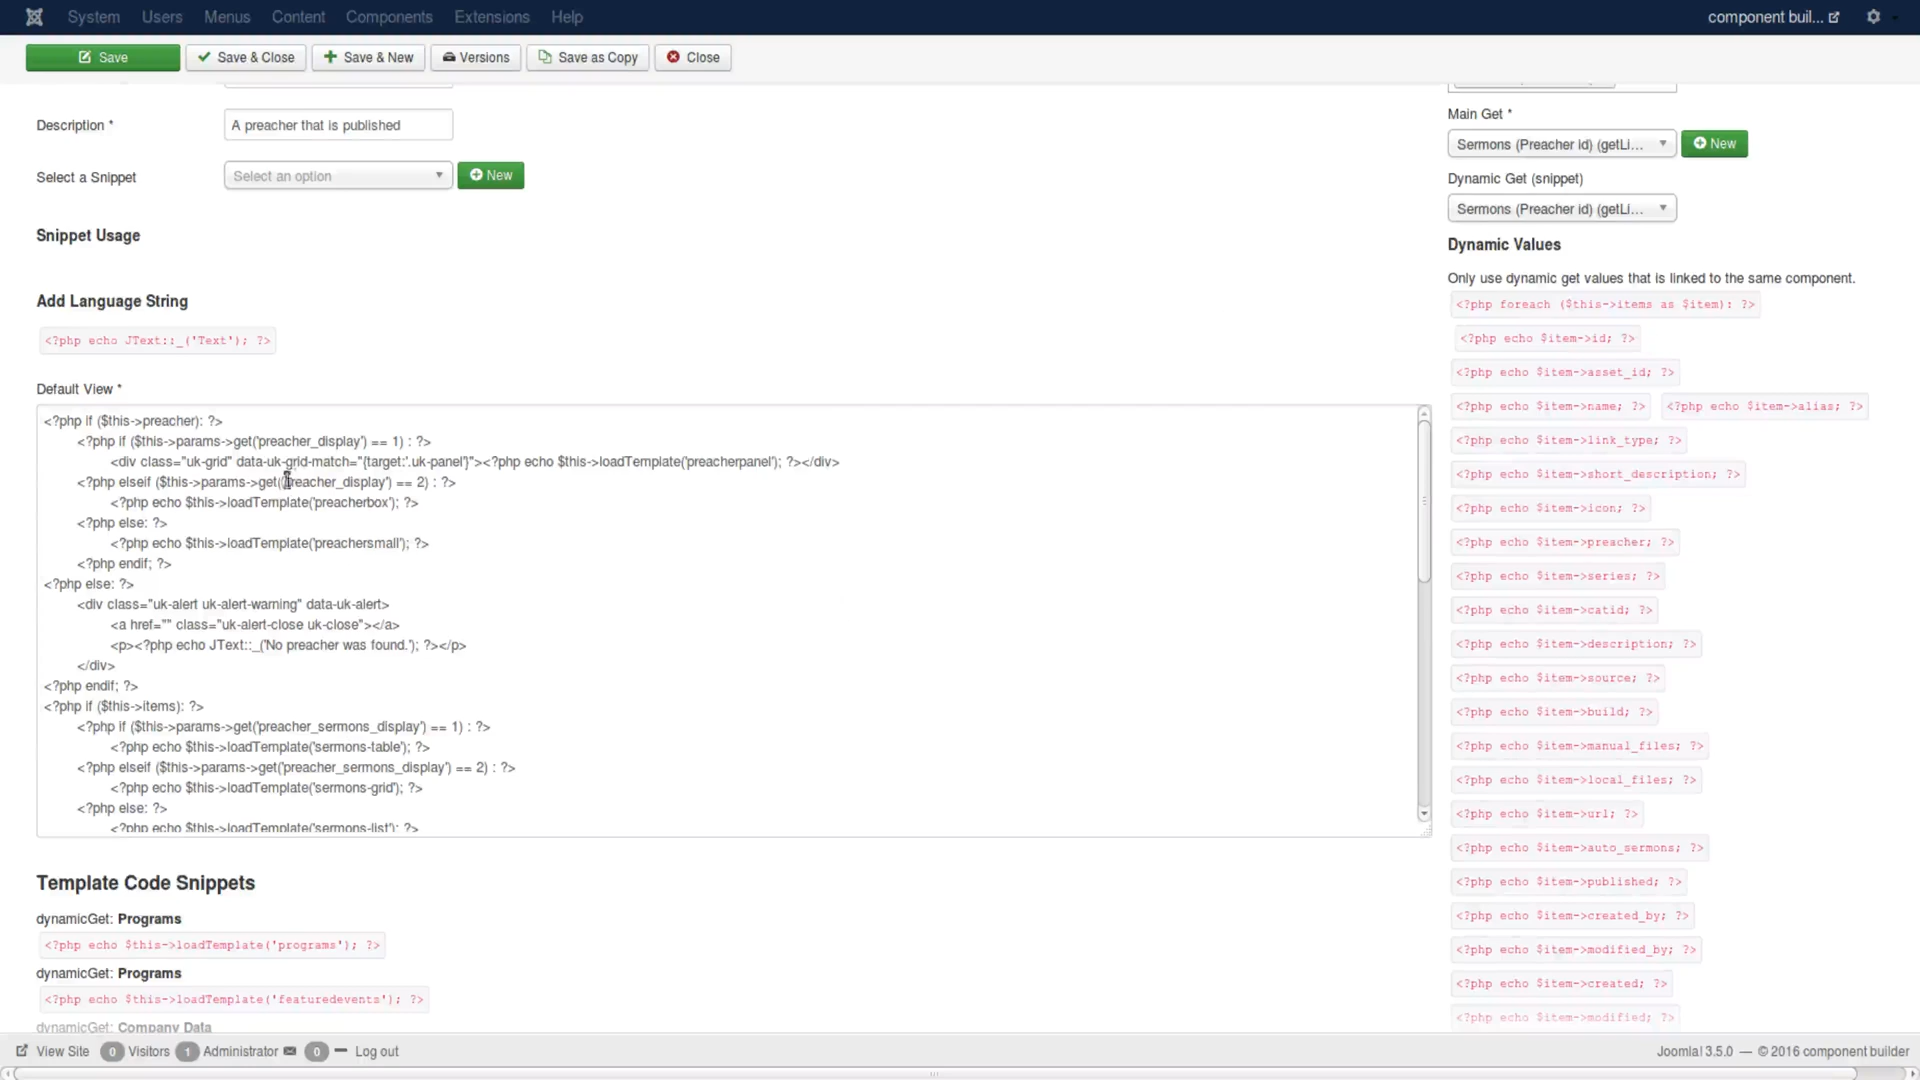 System Users Menus Content Components Extensions Help component buil...
Save Save & Close Save & New Versions Save as Copy Close
Description * A preacher that is published
Select a Snippet Select an option New
Snippet Usage
Add Language String
<?php echo JText::_('Text'); ?>
Default View *
<?php if ($this->preacher): ?>
<?php if ($this->params->get('preacher_display') == 1) : ?>
<div class="uk-grid" data-uk-grid-match="{target:'.uk-panel'}"><?php echo $this->loadTemplate('preacherpanel'); ?></div>
<?php elseif ($this->params->get('preacher_display') == 2) : ?>
<?php echo $this->loadTemplate('preacherbox'); ?>
<?php else: ?>
<?php echo $this->loadTemplate('preachersmall'); ?>
<?php endif; ?>
<?php else: ?>
<div class="uk-alert uk-alert-warning" data-uk-alert>
<a href="" class="uk-alert-close uk-close"></a>
<p><?php echo JText::_('No preacher was found.'); ?></p>
</div>
<?php endif; ?>
<?php if ($this->items): ?>
<?php if ($this->params->get('preacher_sermons_display') == 1) : ?>
<?php echo $this->loadTemplate('sermons-table'); ?>
<?php elseif ($this->params->get('preacher_sermons_display') == 2) : ?>
<?php echo $this->loadTemplate('sermons-grid'); ?>
<?php else: ?>
<?php echo $this->loadTemplate('sermons-list'); ?>
Template Code Snippets
dynamicGet: Programs
<?php echo $this->loadTemplate('programs'); ?>
dynamicGet: Programs
<?php echo $this->loadTemplate('featuredevents'); ?>
dynamicGet: Company Data
Main Get *
Sermons (Preacher id) (getLi... New
Dynamic Get (snippet)
Sermons (Preacher id) (getLi...
Dynamic Values
Only use dynamic get values that is linked to the same component.
<?php foreach ($this->items as $item): ?>
<?php echo $item->id; ?>
<?php echo $item->asset_id; ?>
<?php echo $item->name; ?> <?php echo $item->alias; ?>
<?php echo $item->link_type; ?>
<?php echo $item->short_description; ?>
<?php echo $item->icon; ?>
<?php echo $item->preacher; ?>
<?php echo $item->series; ?>
<?php echo $item->catid; ?>
<?php echo $item->description; ?>
<?php echo $item->source; ?>
<?php echo $item->build; ?>
<?php echo $item->manual_files; ?>
<?php echo $item->local_files; ?>
<?php echo $item->url; ?>
<?php echo $item->auto_sermons; ?>
<?php echo $item->published; ?>
<?php echo $item->created_by; ?>
<?php echo $item->modified_by; ?>
<?php echo $item->created; ?>
<?php echo $item->modified; ?>
View Site 0 Visitors 1 Administrator 0 Log out Joomla! 3.5.0 — © 2016 component builder